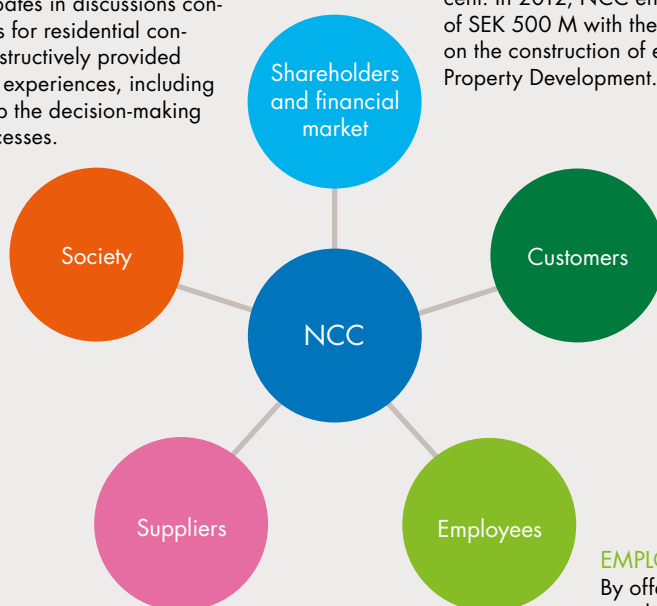 pates in discussions con-
s for residential con-
structively provided
experiences, including
the decision-making
cesses.
cent. In 2012, NCC en
of SEK 500 M with the
on the construction of e
Property Development.
Shareholders
and financial
market
Society
Customers
NCC
Suppliers
Employees
EMPLO
By offe